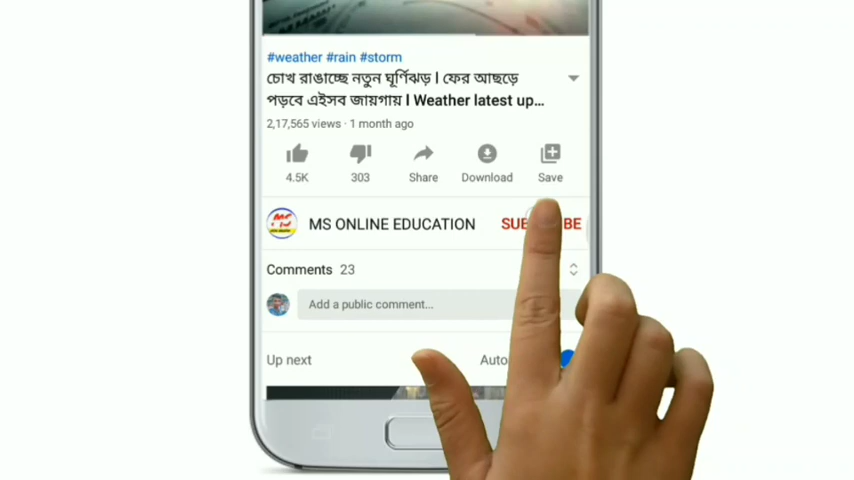 #weather #rain #storm
চোখ রাঙাচ্ছে নতুন ঘূর্ণিঝড় l ফের আছড়ে
পড়বে এইসব জায়গায় l Weather latest up...
2,17,565 views · 1 month ago
4.5K 303 Share Download Save
MS
MS ONLINE EDUCATION
Comments 23
Add a public comment...
Up next